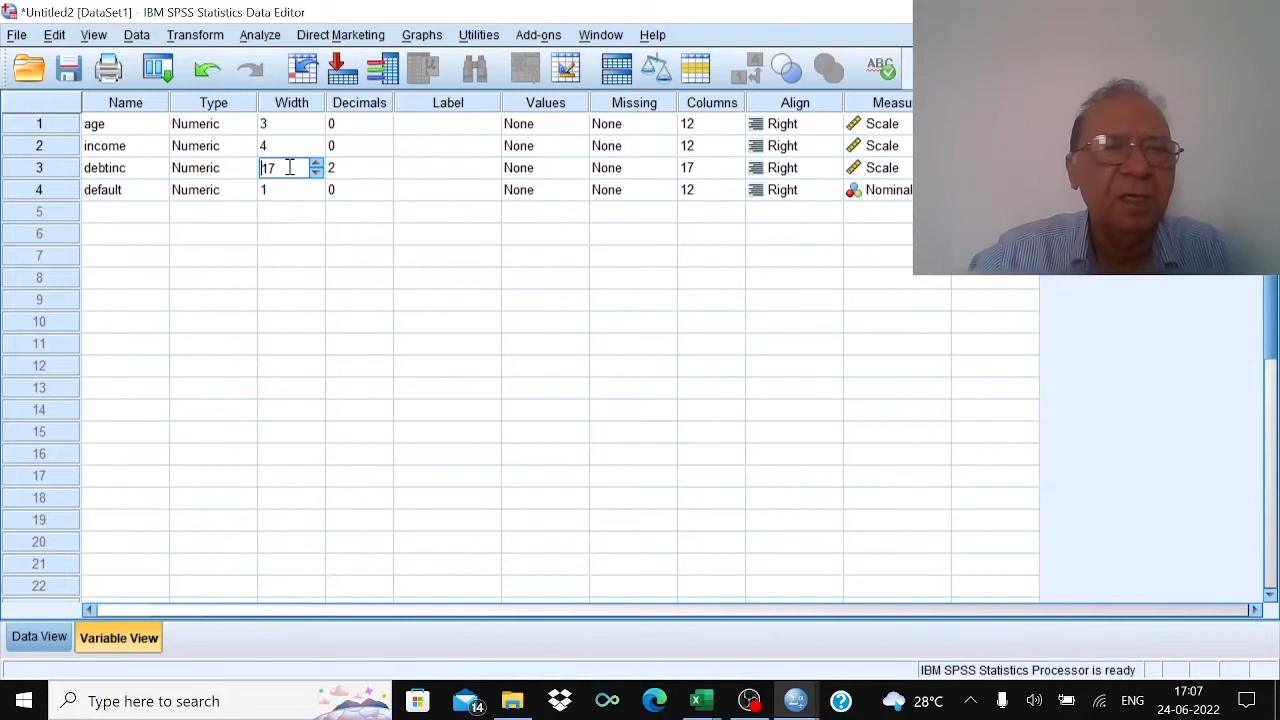 *Untitled2 [DataSet1] - IBM SPSS Statistics Data Editor
File Edit View Data Transform Analyze Direct Marketing Graphs Utilities Add-ons Window Help
Name Type Width Decimals Label Values Missing Columns Align Measu
1 age Numeric 3 0 None None 12 Right Scale
2 income Numeric 4 0 None None 12 Right Scale
3 debtinc Numeric 17 2 None None 17 Right Scale
4 default Numeric 1 0 None None 12 Right Nominal
5
6
7
8
9
10
11
12
13
14
15
16
17
18
19
20
21
22
Data View Variable View
IBM SPSS Statistics Processor is ready
Type here to search 14 28°C ENG 17:07
24-06-2022